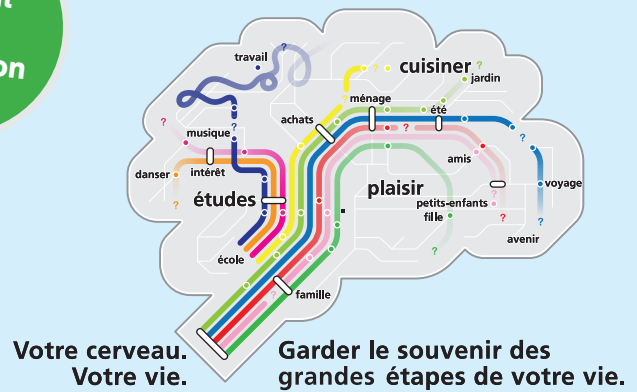 on
travail
?
cuisiner
?
?
?
jardin
?
ménage
été
achats
?
musique
?
?
?
?
intérêt
danser
amis
études
plaisir
voyage
?
petits-enfants
?
fille
?
?
avenir
école
?
?
famille
Votre cerveau.
Votre vie.
Garder le souvenir des
grandes étapes de votre vie.